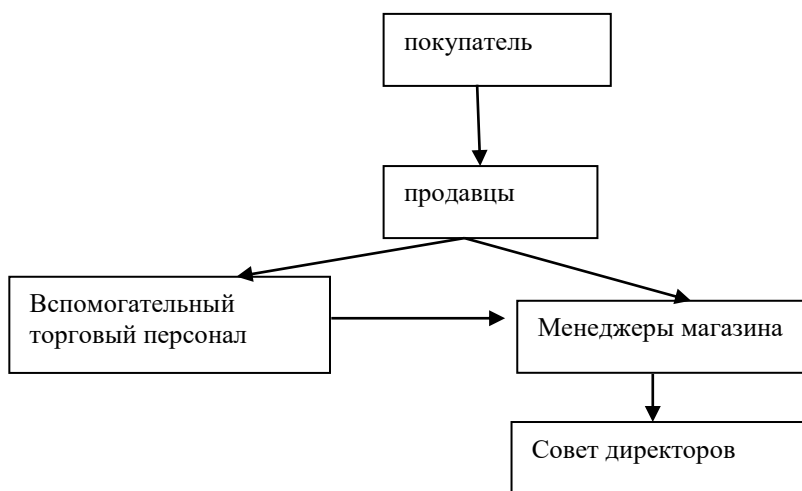 покупатель
продавцы
Вспомогательный
торговый персонал
Менеджеры магазина
Совет директоров